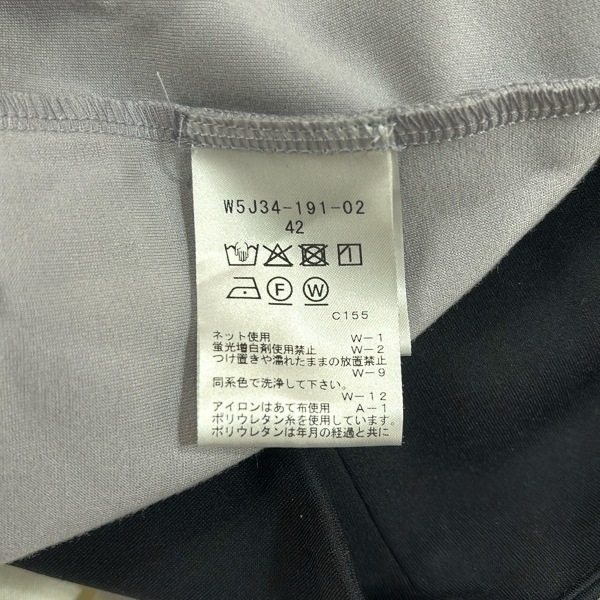 W5J34-191-02
42
F W
C155
ネット使用 W-1
蛍光増白剤使用禁止 W-2
つけ置きや濡れたままの放置禁止
W-9
同系色で洗浄して下さい。
W-12
アイロンはあて布使用 A-1
ポリウレタン糸を使用しています。
ポリウレタンは年月の経過と共に